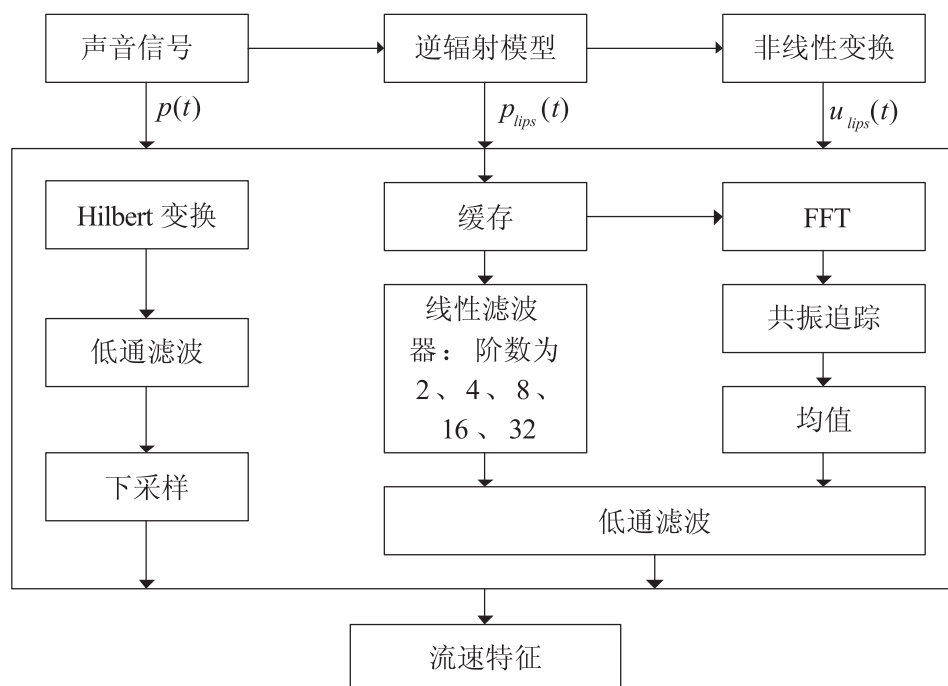 声音信号
逆辐射模型
非线性变换
p(t)
p_lips(t)
u_lips(t)
Hilbert 变换
缓存
FFT
线性滤波
器： 阶数为
2 、 4 、 8 、
16 、 32
共振追踪
低通滤波
均值
下采样
低通滤波
流速特征